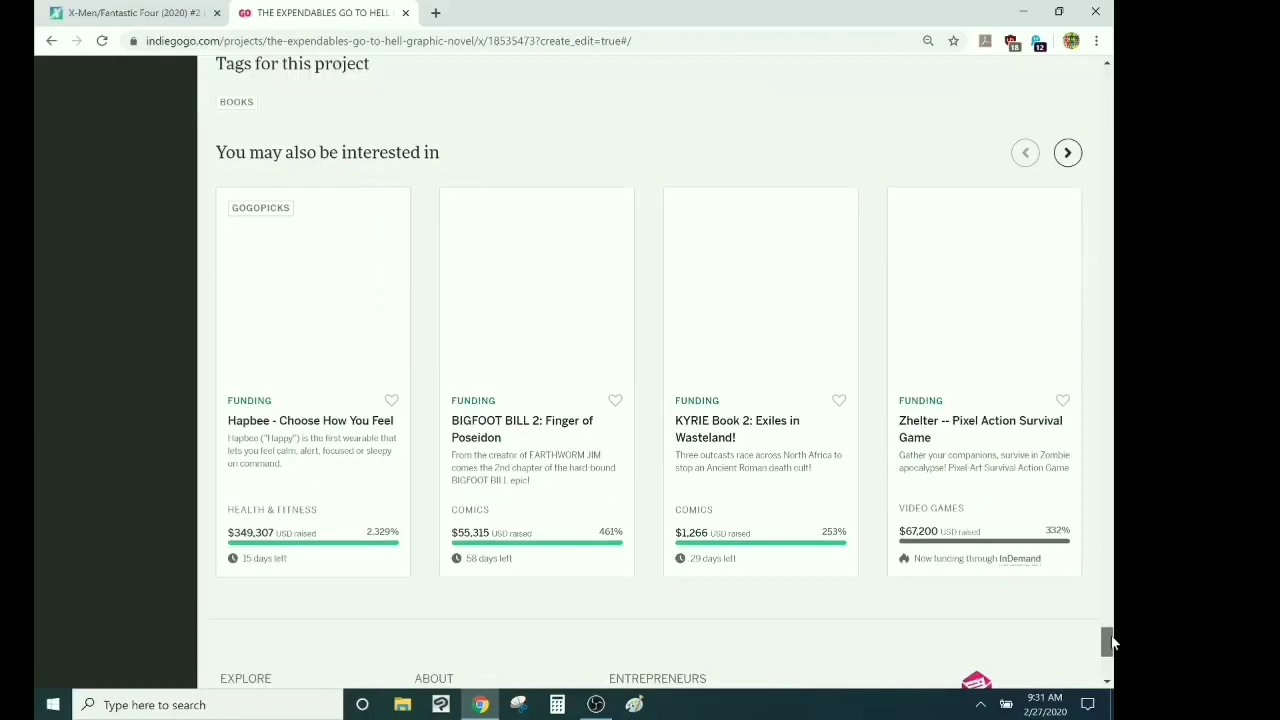 X-Men/Fantastic Four (2020) #2
GO THE EXPENDABLES GO TO HELL
indiegogo.com/projects/the-expendables-go-to-hell-graphic-novel/x/18535473?create_edit=true#/
18
12
Tags for this project
BOOKS
You may also be interested in
GOGOPICKS
FUNDING
Hapbee - Choose How You Feel
Hapbee ("Happy") is the first wearable that
lets you feel calm, alert, focused or sleepy
on command.
HEALTH & FITNESS
$349,307 USD raised 2,329%
15 days left
FUNDING
BIGFOOT BILL 2: Finger of
Poseidon
From the creator of EARTHWORM JIM
comes the 2nd chapter of the hard-bound
BIGFOOT BILL epic!
COMICS
$55,315 USD raised 461%
58 days left
FUNDING
KYRIE Book 2: Exiles in
Wasteland!
Three outcasts race across North Africa to
stop an Ancient Roman death cult!
COMICS
$1,266 USD raised 253%
29 days left
FUNDING
Zhelter -- Pixel Action Survival
Game
Gather your companions, survive in Zombie
apocalypse! Pixel-Art Survival Action Game
VIDEO GAMES
$67,200 USD raised 332%
Now funding through InDemand
EXPLORE
ABOUT
ENTREPRENEURS
Type here to search
9:31 AM
2/27/2020